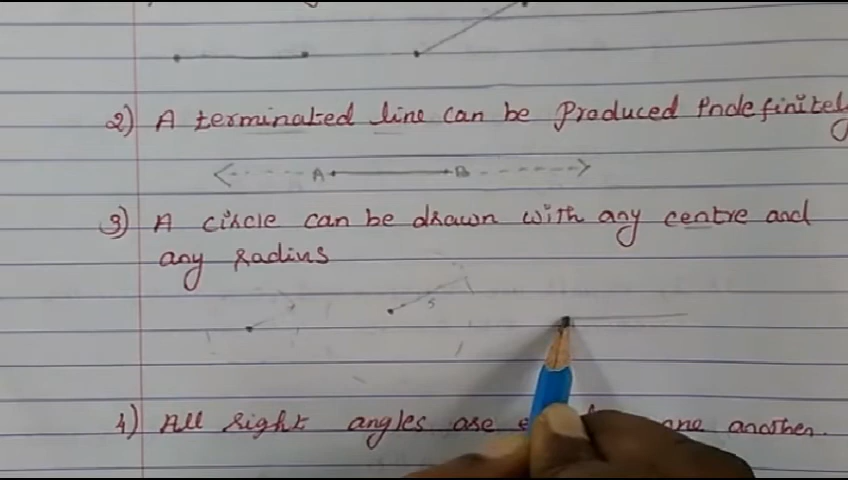 2) A terminated line can be Produced Indefinitely
A B
3) A circle can be drawn with any centre and
any radius
5
4) All right angles are one another.